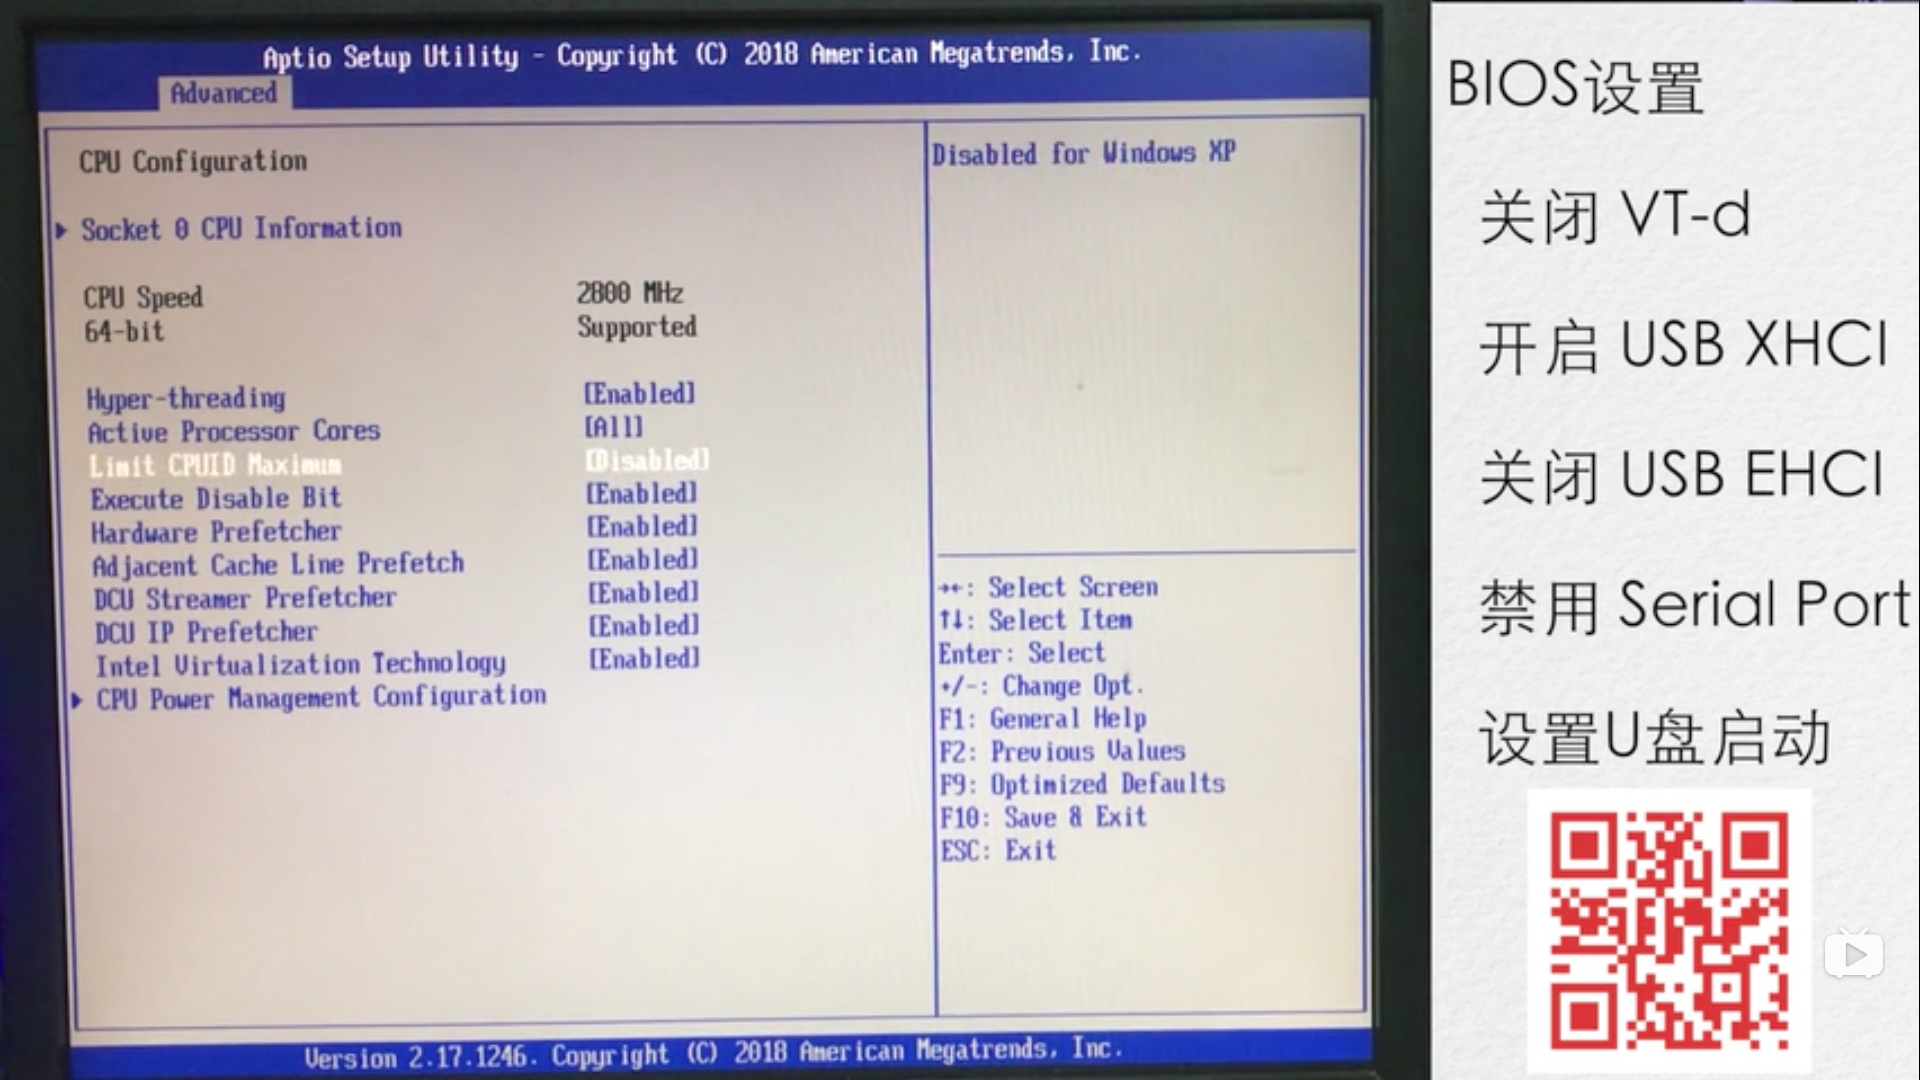 Aptio Setup Utility - Copyright (C) 2018 American Megatrends, Inc.
Advanced
CPU Configuration
Socket 0 CPU Information
CPU Speed 2800 MHz
64-bit Supported
Hyper-threading [Enabled]
Active Processor Cores [All]
Limit CPUID Maximum [Disabled]
Execute Disable Bit [Enabled]
Hardware Prefetcher [Enabled]
Adjacent Cache Line Prefetch [Enabled]
DCU Streamer Prefetcher [Enabled]
DCU IP Prefetcher [Enabled]
Intel Virtualization Technology [Enabled]
CPU Power Management Configuration
Disabled for Windows XP
→←: Select Screen
↑↓: Select Item
Enter: Select
+/-: Change Opt.
F1: General Help
F2: Previous Values
F9: Optimized Defaults
F10: Save & Exit
ESC: Exit
Version 2.17.1246. Copyright (C) 2018 American Megatrends, Inc.
BIOS设置
关闭 VT-d
开启 USB XHCI
关闭 USB EHCI
禁用 Serial Port
设置U盘启动